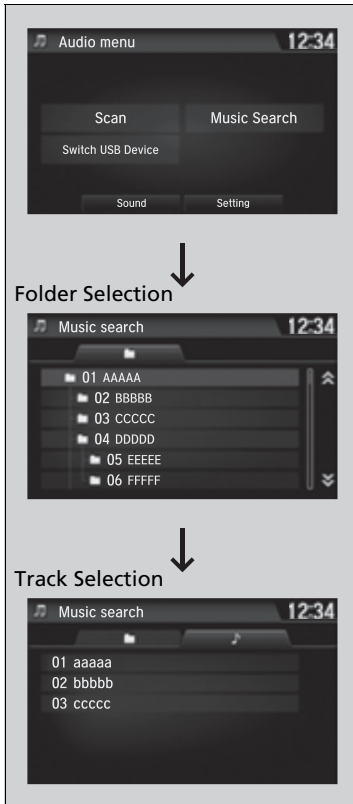 Audio menu 12:34
Scan Music Search
Switch USB Device
Sound Setting
Folder Selection
Music search 12:34
01 AAAAA
02 BBBBB
03 CCCCC
04 DDDDD
05 EEEEE
06 FFFFF
Track Selection
Music search 12:34
01 aaaaa
02 bbbbb
03 ccccc